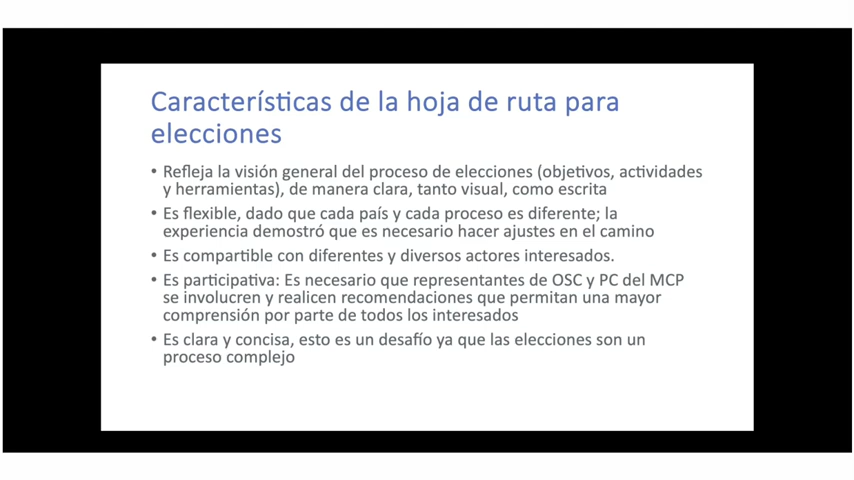 Características de la hoja de ruta para
elecciones
• Refleja la visión general del proceso de elecciones (objetivos, actividades
y herramientas), de manera clara, tanto visual, como escrita
• Es flexible, dado que cada país y cada proceso es diferente; la
experiencia demostró que es necesario hacer ajustes en el camino
• Es compartible con diferentes y diversos actores interesados.
• Es participativa: Es necesario que representantes de OSC y PC del MCP
se involucren y realicen recomendaciones que permitan una mayor
comprensión por parte de todos los interesados
• Es clara y concisa, esto es un desafío ya que las elecciones son un
proceso complejo